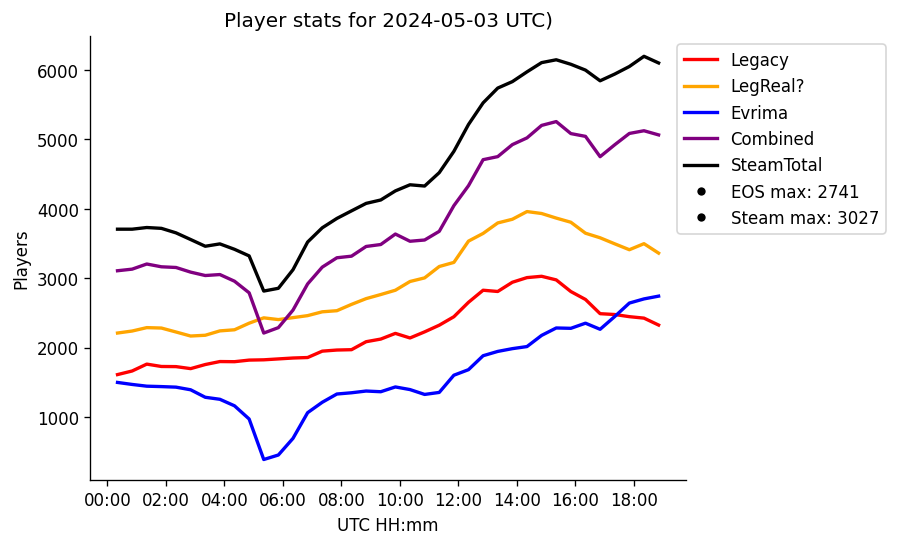 Player stats for 2024-05-03 UTC)
Legacy
LegReal?
Evrima
Combined
SteamTotal
EOS max: 2741
Steam max: 3027
Players
6000
5000
4000
3000
2000
1000
00:00 02:00 04:00 06:00 08:00 10:00 12:00 14:00 16:00 18:00
UTC HH:mm